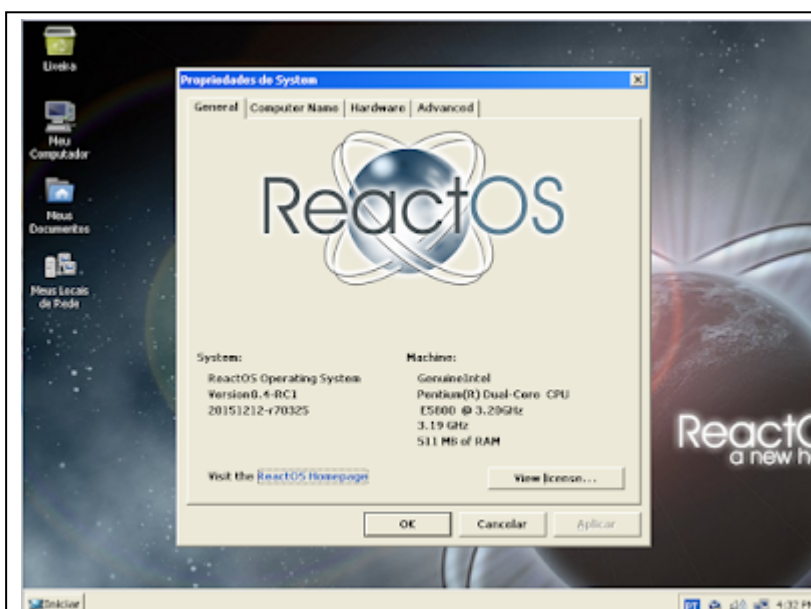 Lixeira
Meu
Computador
Meus
Documentos
Meus Locais
de Rede
Propriedades de System
General
Computer Name
Hardware
Advanced
ReactOS
System:
ReactOS Operating System
Version0.4-RC1
20151212-r70325
Machine:
GenuineIntel
Pentium(R) Dual-Core CPU
E5800 @ 3.20GHz
3.19 GHz
511 MB of RAM
Visit the ReactOS Homepage
View license...
OK
Cancelar
Aplicar
ReactO
a new h
Iniciar
PT